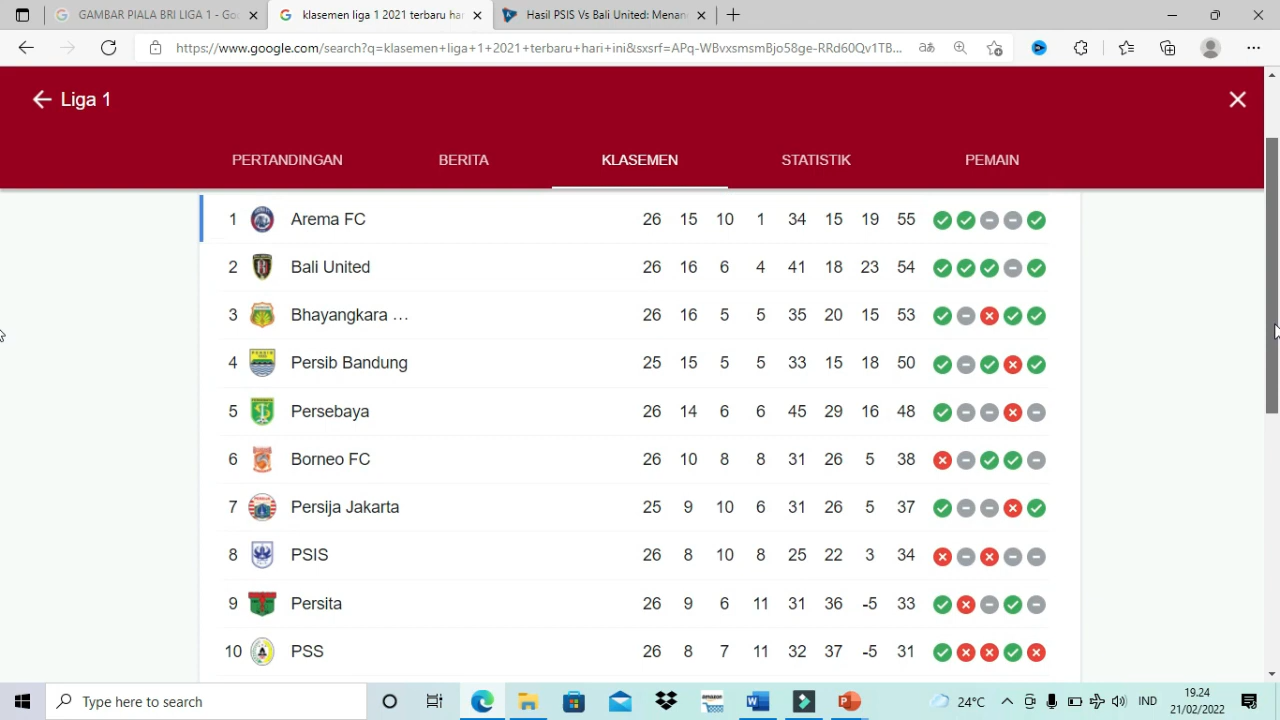 GAMBAR PIALA BRI LIGA 1 - Go
klasemen liga 1 2021 terbaru ha
Hasil PSIS Vs Bali United: Menan
https://www.google.com/search?q=klasemen+liga+1+2021+terbaru+hari+ini&sxsrf=APq-WBvxsmsmBjo58ge-RRd60Qv1TB...
Liga 1
PERTANDINGAN BERITA KLASEMEN STATISTIK PEMAIN
1 Arema FC 26 15 10 1 34 15 19 55
2 Bali United 26 16 6 4 41 18 23 54
3 Bhayangkara ... 26 16 5 5 35 20 15 53
4 Persib Bandung 25 15 5 5 33 15 18 50
5 Persebaya 26 14 6 6 45 29 16 48
6 Borneo FC 26 10 8 8 31 26 5 38
7 Persija Jakarta 25 9 10 6 31 26 5 37
8 PSIS 26 8 10 8 25 22 3 34
9 Persita 26 9 6 11 31 36 -5 33
10 PSS 26 8 7 11 32 37 -5 31
Type here to search
24°C
IND
19.24
21/02/2022